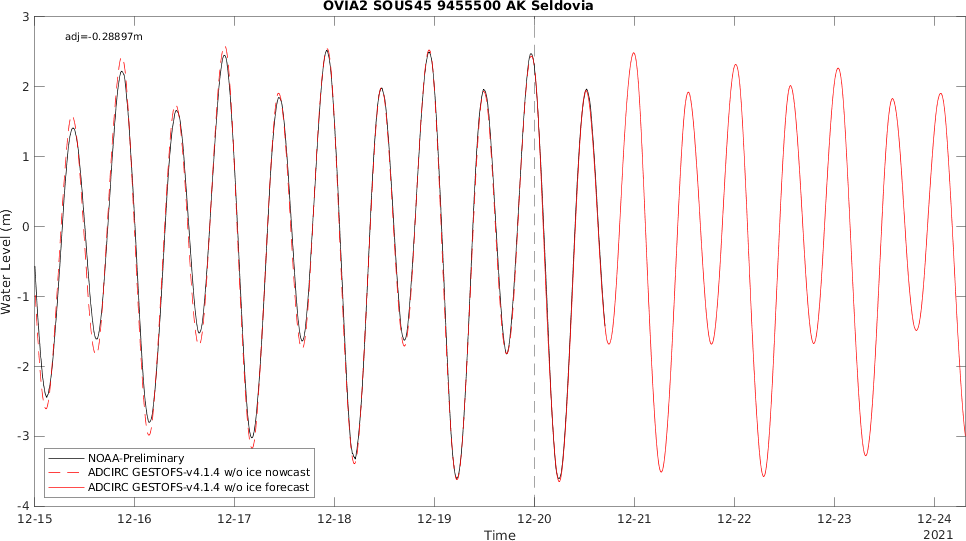 OVIA2 SOUS45 9455500 AK Seldovia
adj=-0.28897m
3
2
1
0
-1
-2
-3
-4
Water Level (m)
NOAA-Preliminary
ADCIRC GESTOFS-v4.1.4 w/o ice nowcast
ADCIRC GESTOFS-v4.1.4 w/o ice forecast
12-15 12-16 12-17 12-18 12-19 12-20 12-21 12-22 12-23 12-24
Time
2021